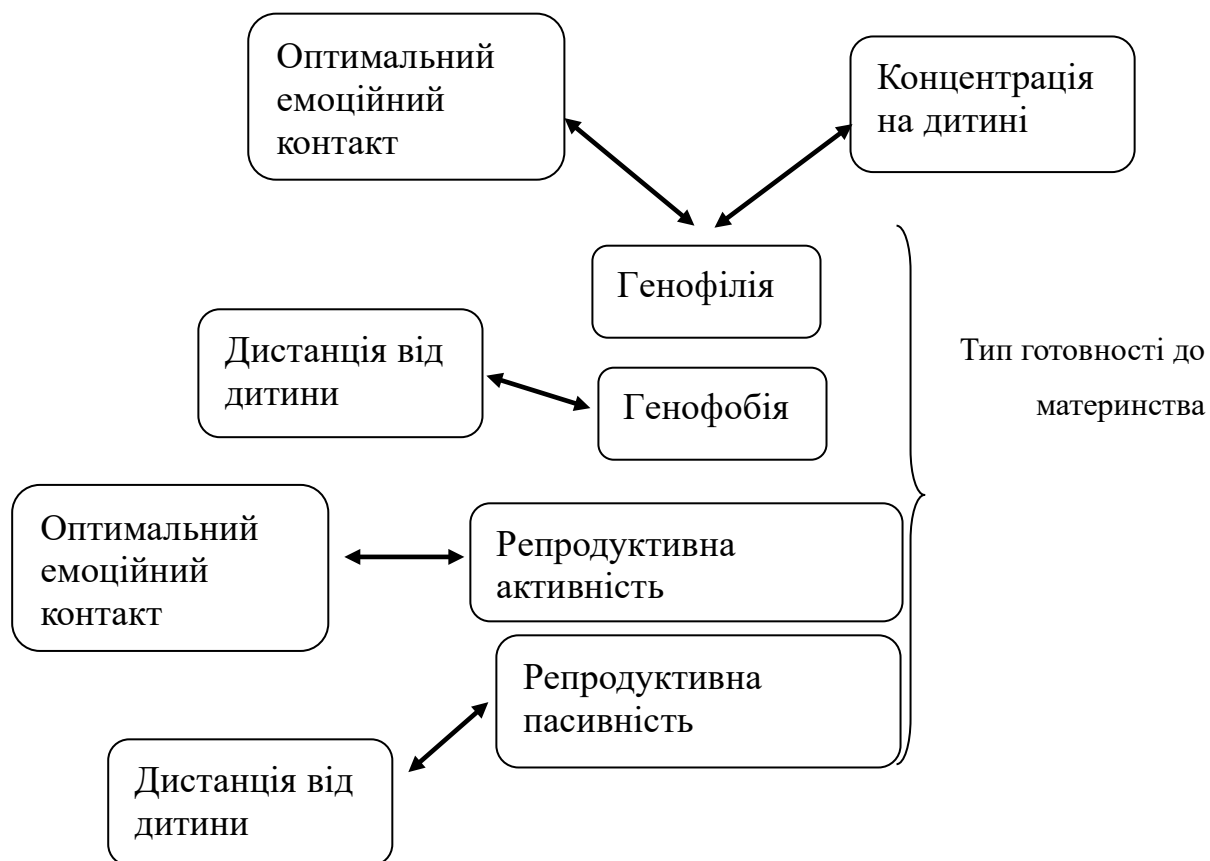 Оптимальний
емоційний
контакт
Концентрація
на дитині
Генофілія
Дистанція від
дитини
Генофобія
Тип готовності до
материнства
Оптимальний
емоційний
контакт
Репродуктивна
активність
Репродуктивна
пасивність
Дистанція від
дитини